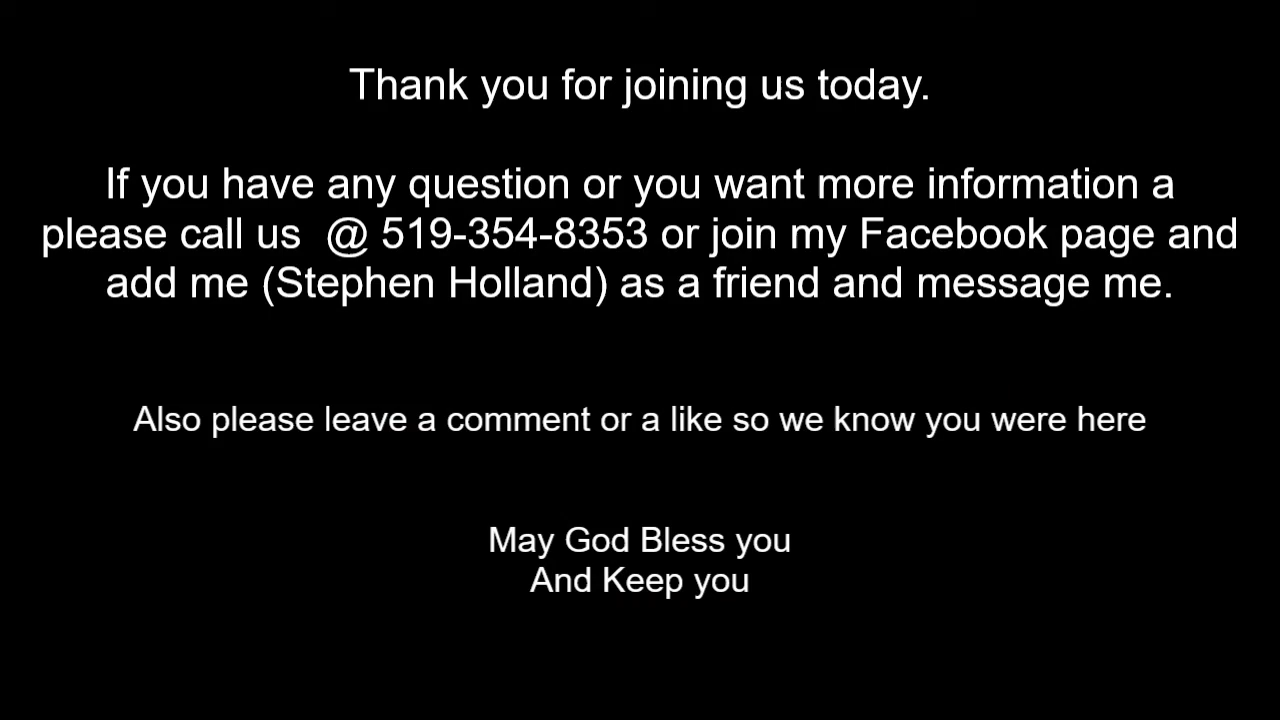 Thank you for joining us today.
If you have any question or you want more information a
please call us  @ 519-354-8353 or join my Facebook page and
add me (Stephen Holland) as a friend and message me.
Also please leave a comment or a like so we know you were here
May God Bless you
And Keep you